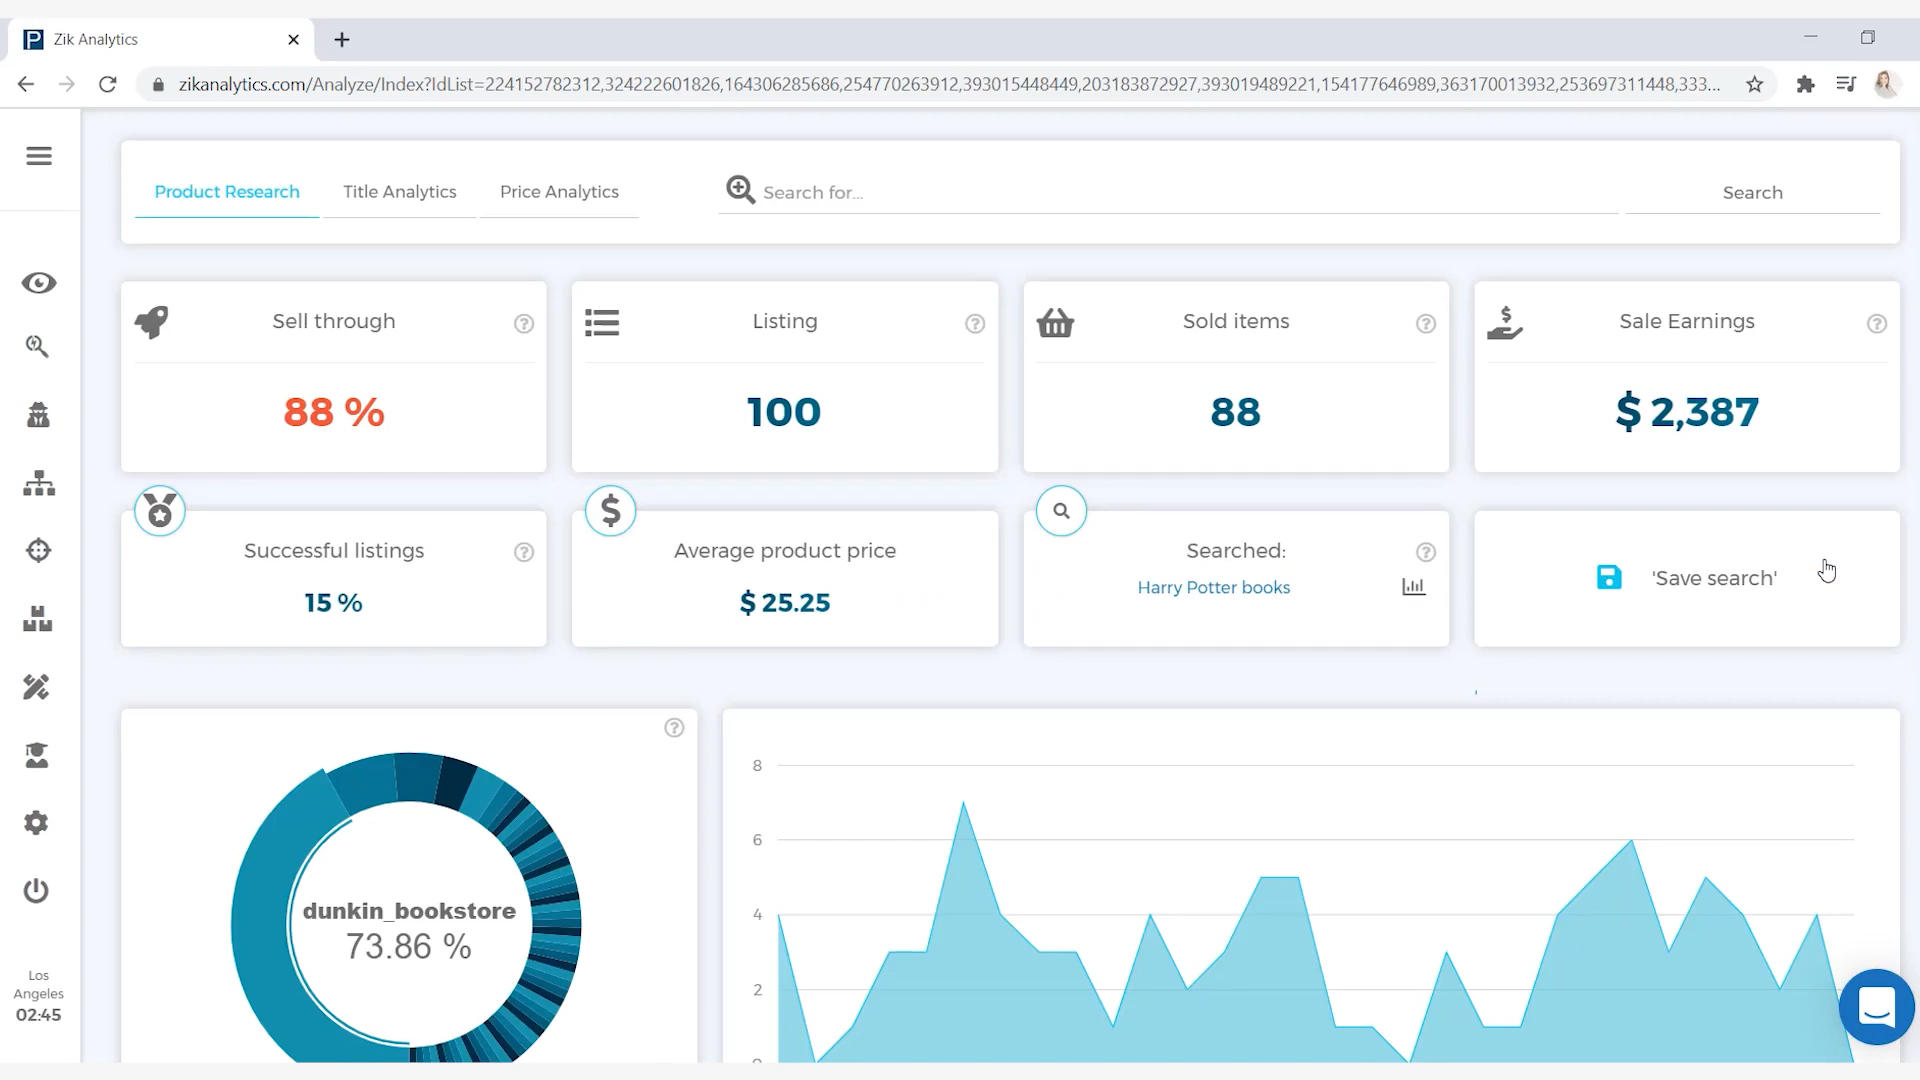 Zik Analytics
zikanalytics.com/Analyze/Index?IdList=224152782312,324222601826,164306285686,254770263912,393015448449,203183872927,393019489221,154177646989,363170013932,253697311448,333...
Product Research Title Analytics Price Analytics Search for... Search
Sell through Listing Sold items Sale Earnings
88 % 100 88 $ 2,387
Successful listings Average product price Searched: 'Save search'
15 % $ 25.25 Harry Potter books
dunkin_bookstore
73.86 %
8
6
4
2
0
Los
Angeles
02:45